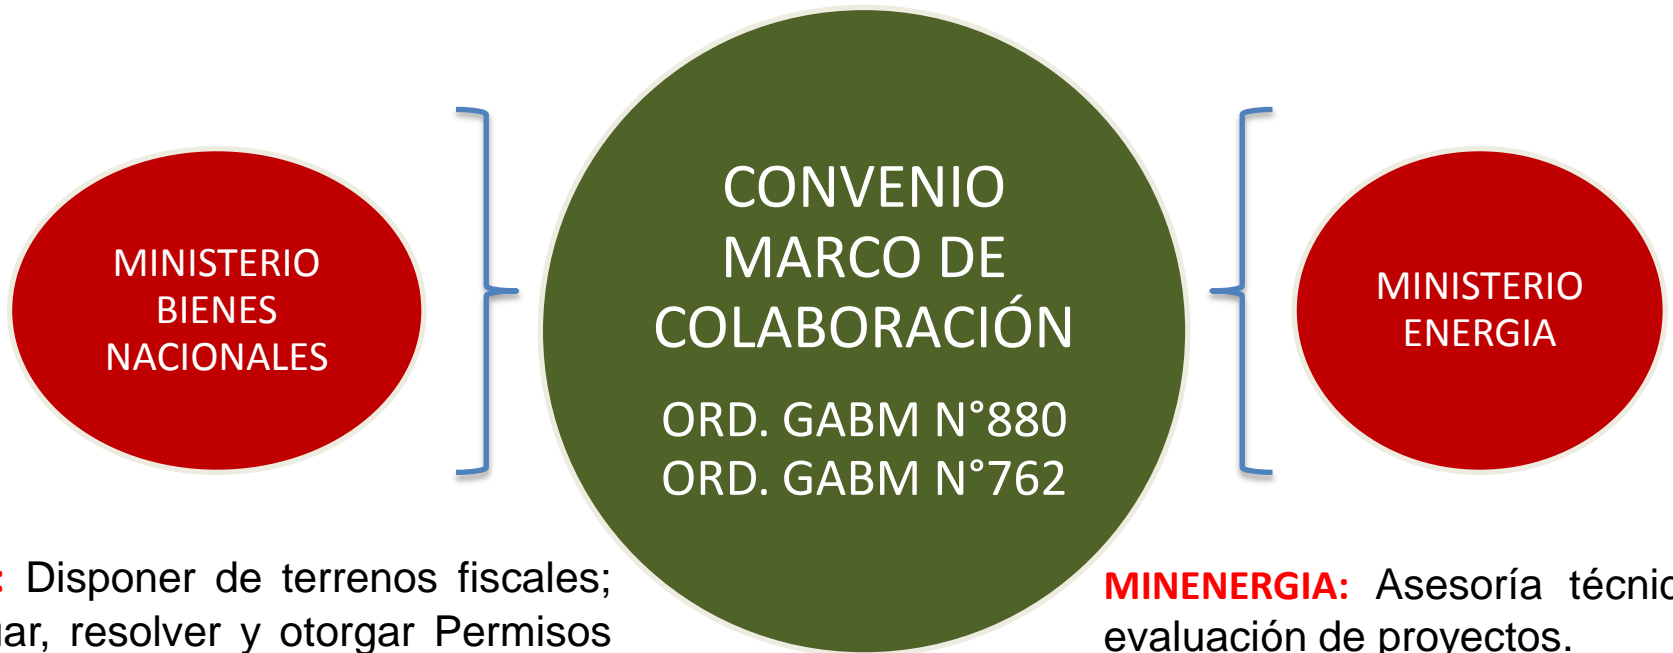 MINISTERIO
BIENES
NACIONALES
CONVENIO
MARCO DE
COLABORACIÓN
ORD. GABM N°880
ORD. GABM N°762
MINISTERIO
ENERGIA
: Disponer de terrenos fiscales;
resolver y otorgar Permisos
MINENERGIA: Asesoría
evaluación de proyectos.